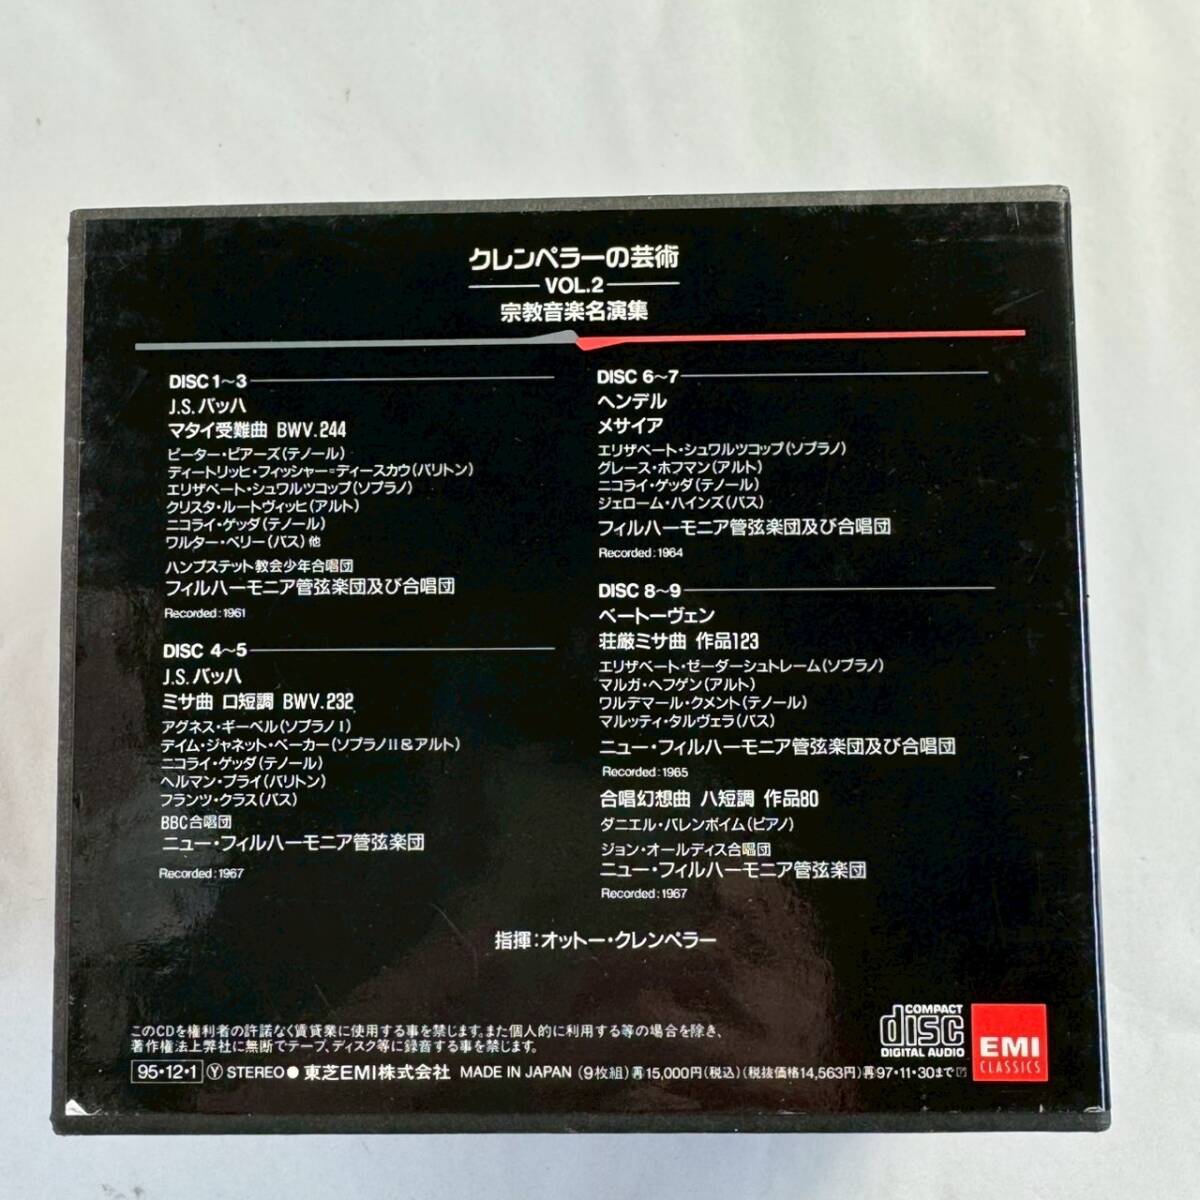 クレンペラーの芸術
VOL.2
宗教音楽名演集
DISC 1〜3
J.S.バッハ
マタイ受難曲 BWV.244
ピーター・ピアーズ(テノール)
ディートリッヒ・フィッシャー=ディースカウ(バリトン)
エリザベート・シュワルツコップ(ソプラノ)
クリスタ・ルートヴィッヒ(アルト)
ニコライ・ゲッダ(テノール)
ワルター・ベリー(バス)他
ハンプステット教会少年合唱団
フィルハーモニア管弦楽団及び合唱団
Recorded:1961
DISC 4〜5
J.S.バッハ
ミサ曲 ロ短調 BWV.232
アグネス・ギーベル(ソプラノI)
デイム・ジャネット・ベーカー(ソプラノII&アルト)
ニコライ・ゲッダ(テノール)
ヘルマン・プライ(バリトン)
フランツ・クラス(バス)
BBC合唱団
ニュー・フィルハーモニア管弦楽団
Recorded:1967
DISC 6〜7
ヘンデル
メサイア
エリザベート・シュワルツコップ(ソプラノ)
グレース・ホフマン(アルト)
ニコライ・ゲッダ(テノール)
ジェローム・ハインズ(バス)
フィルハーモニア管弦楽団及び合唱団
Recorded:1964
DISC 8〜9
ベートーヴェン
荘厳ミサ曲 作品123
エリザベート・ゼーダーシュトレーム(ソプラノ)
マルガ・ヘフゲン(アルト)
ワルデマール・クメント(テノール)
マルッティ・タルヴェラ(バス)
ニュー・フィルハーモニア管弦楽団及び合唱団
Recorded:1965
合唱幻想曲 ハ短調 作品80
ダニエル・バレンボイム(ピアノ)
ジョン・オールディス合唱団
ニュー・フィルハーモニア管弦楽団
Recorded:1967
指揮:オットー・クレンペラー
このCDを権利者の許諾なく賃貸業に使用する事を禁じます。また個人的に利用する等の場合を除き、
著作権法上弊社に無断でテープ、ディスク等に録音する事を禁じます。
95・12・1 Ⓨ STEREO● 東芝EMI株式会社 MADE IN JAPAN (9枚組) 再15,000円(税込)(税抜価格14,563円)再97・11・30まで
COMPACT
disc
DIGITAL AUDIO
EMI
CLASSICS